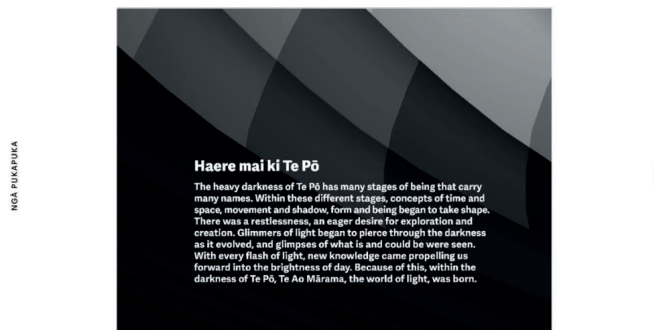 NGĀ PUKAPUKA
Haere mai ki Te Pō
The heavy darkness of Te Pō has many stages of being that carry
many names. Within these different stages, concepts of time and
space, movement and shadow, form and being began to take shape.
There was a restlessness, an eager desire for exploration and
creation. Glimmers of light began to pierce through the darkness
as it evolved, and glimpses of what is and could be were seen.
With every flash of light, new knowledge came propelling us
forward into the brightness of day. Because of this, within the
darkness of Te Pō, Te Ao Mārama, the world of light, was born.